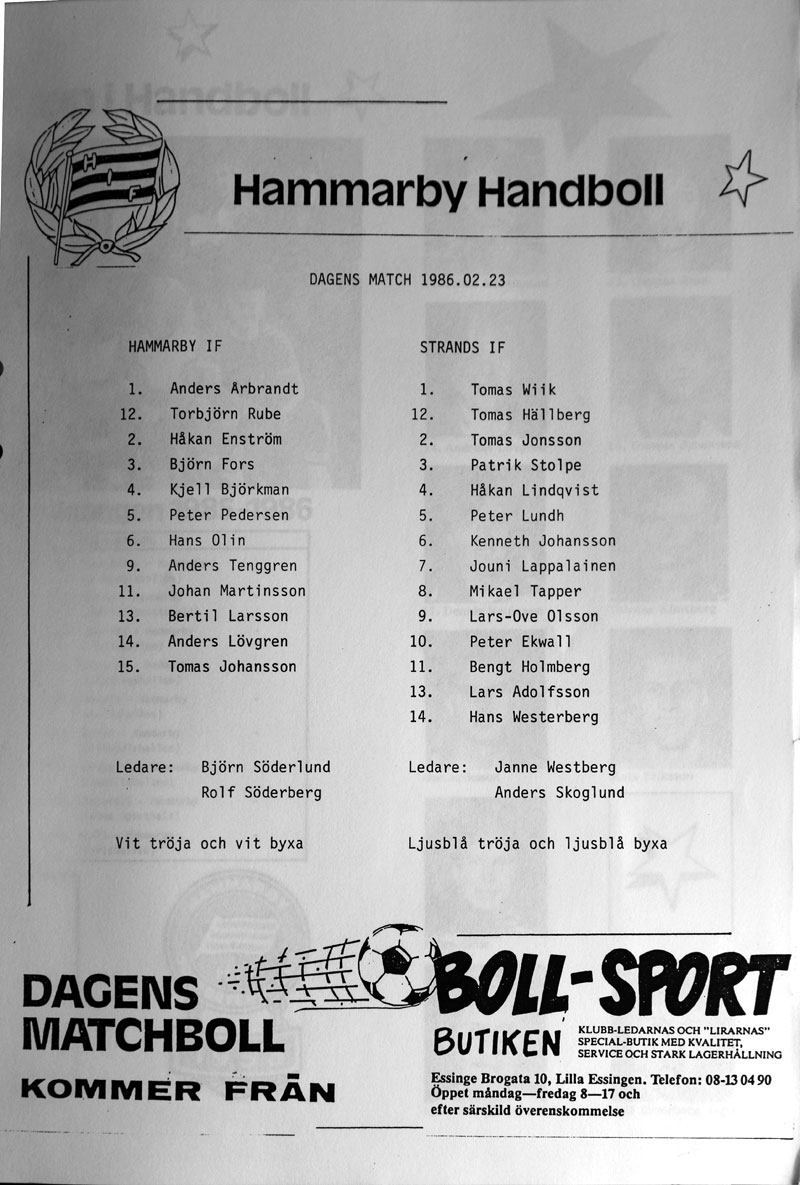 H
I
F
Hammarby Handboll
DAGENS MATCH 1986.02.23
HAMMARBY IF
1. Anders Årbrandt
12. Torbjörn Rube
2. Håkan Enström
3. Björn Fors
4. Kjell Björkman
5. Peter Pedersen
6. Hans Olin
9. Anders Tenggren
11. Johan Martinsson
13. Bertil Larsson
14. Anders Lövgren
15. Tomas Johansson
Ledare: Björn Söderlund
Rolf Söderberg
Vit tröja och vit byxa
STRANDS IF
1. Tomas Wiik
12. Tomas Hällberg
2. Tomas Jonsson
3. Patrik Stolpe
4. Håkan Lindqvist
5. Peter Lundh
6. Kenneth Johansson
7. Jouni Lappalainen
8. Mikael Tapper
9. Lars-Ove Olsson
10. Peter Ekwall
11. Bengt Holmberg
13. Lars Adolfsson
14. Hans Westerberg
Ledare: Janne Westberg
Anders Skoglund
Ljusblå tröja och ljusblå byxa
DAGENS
MATCHBOLL
KOMMER FRÅN
BOLL-SPORT
BUTIKEN
KLUBB-LEDARNAS OCH "LIRARNAS"
SPECIAL-BUTIK MED KVALITET,
SERVICE OCH STARK LAGERHÅLLNING
Essinge Brogata 10, Lilla Essingen. Telefon: 08-13 04 90
Öppet måndag—fredag 8—17 och
efter särskild överenskommelse